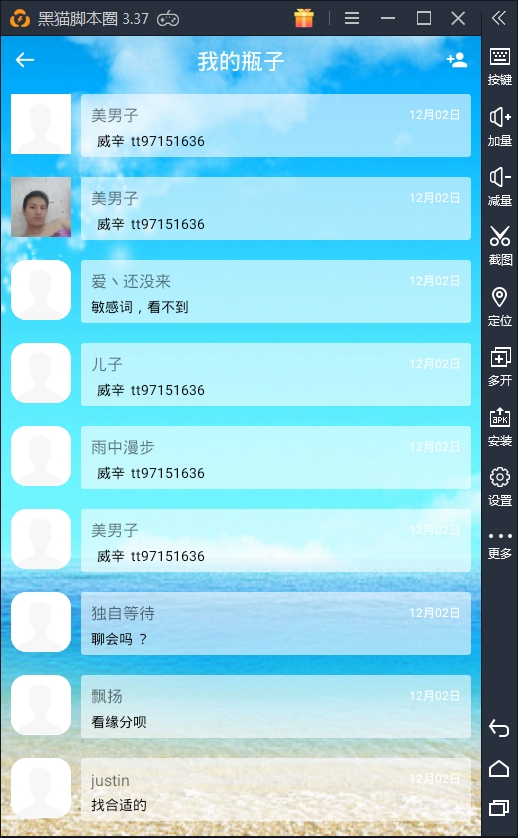 黑猫脚本圈 3.37
我的瓶子
美男子 12月02日
威辛 tt97151636
美男子 12月02日
威辛 tt97151636
爱丶还没来 12月02日
敏感词，看不到
儿子 12月02日
威辛 tt97151636
雨中漫步 12月02日
威辛 tt97151636
美男子 12月02日
威辛 tt97151636
独自等待 12月02日
聊会吗 ？
飘扬 12月02日
看缘分呗
justin 12月02日
找合适的
按键
加量
减量
截图
定位
多开
APK
安装
设置
更多